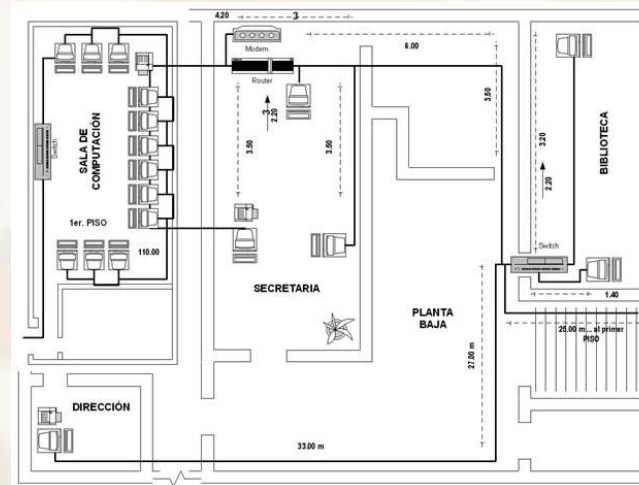 4.20
3
Modem
6.00
Router
3
2.20
3.50
3.50
3.50
Switch
SALA DE
COMPUTACIÓN
1er. PISO
110.00
SECRETARIA
PLANTA
BAJA
3.20
2.20
BIBLIOTECA
Switch
1.40
25.00 m... al primer
PISO
27.00 m
DIRECCIÓN
33.00 m